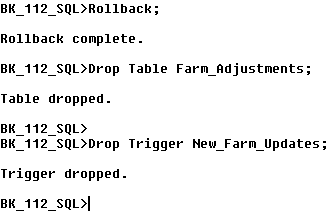 BK_112_SQL>Rollback;
Rollback complete.
BK_112_SQL>Drop Table Farm_Adjustments;
Table dropped.
BK_112_SQL>
BK_112_SQL>Drop Trigger New_Farm_Updates;
Trigger dropped.
BK_112_SQL>